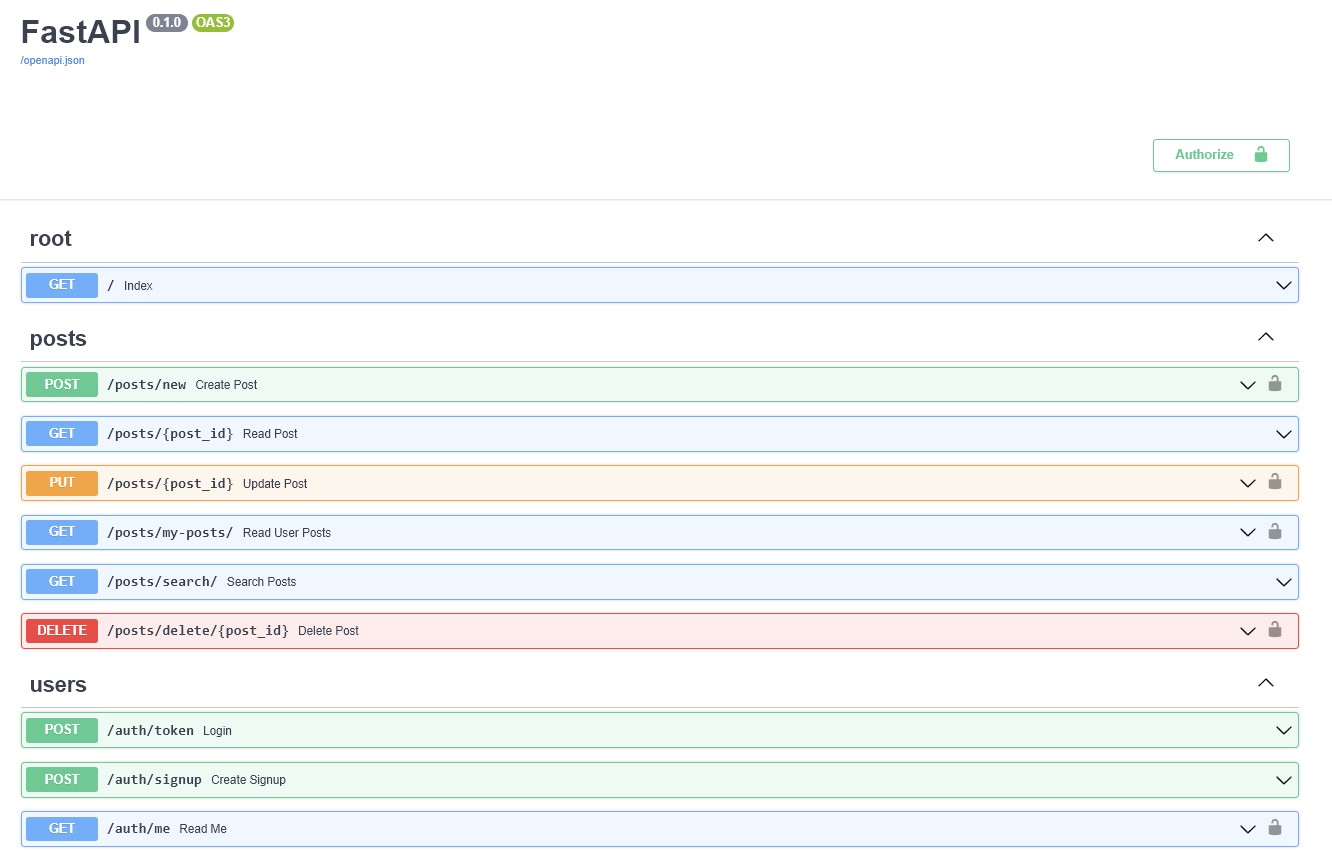 FastAPI 0.1.0 OAS3
/openapi.json
Authorize
root
GET / Index
posts
POST /posts/new Create Post
GET /posts/{post_id} Read Post
PUT /posts/{post_id} Update Post
GET /posts/my-posts/ Read User Posts
GET /posts/search/ Search Posts
DELETE /posts/delete/{post_id} Delete Post
users
POST /auth/token Login
POST /auth/signup Create Signup
GET /auth/me Read Me